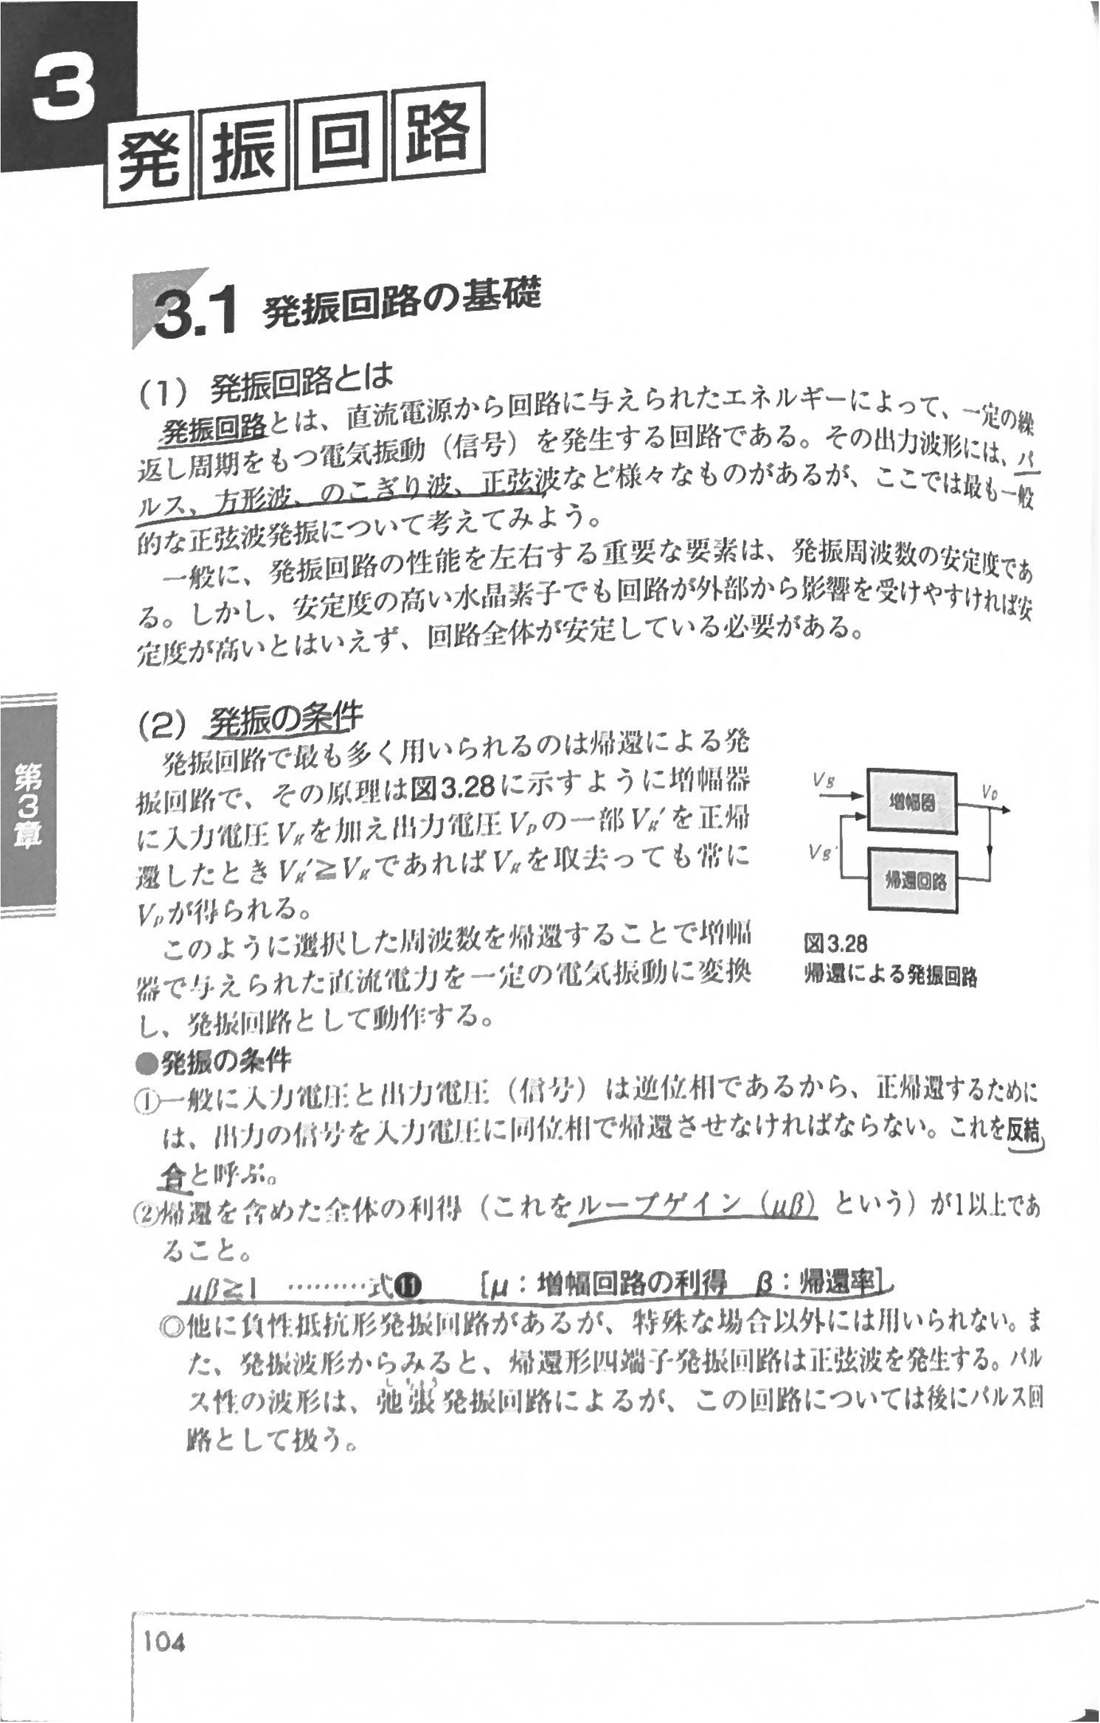 3
発振回路
3.1 発振回路の基礎
(1) 発振回路とは
発振回路とは、直流電源から回路に与えられたエネルギーによって、一定の繰
返し周期をもつ電気振動（信号）を発生する回路である。その出力波形には、パ
ルス、方形波、のこぎり波、正弦波など様々なものがあるが、ここでは最も一般
的な正弦波発振について考えてみよう。
一般に、発振回路の性能を左右する重要な要素は、発振周波数の安定度であ
る。しかし、安定度の高い水晶素子でも回路が外部から影響を受けやすければ安
定度が高いとはいえず、回路全体が安定している必要がある。
第3章
(2) 発振の条件
発振回路で最も多く用いられるのは帰還による発
振回路で、その原理は図3.28に示すように増幅器
に入力電圧Vgを加え出力電圧Vpの一部Vg′を正帰
還したときVg′≧VgであればVgを取去っても常に
Vpが得られる。
このように選択した周波数を帰還することで増幅
器で与えられた直流電力を一定の電気振動に変換
し、発振回路として動作する。
Vg
増幅器
Vp
Vg′
帰還回路
図3.28
帰還による発振回路
●発振の条件
①一般に入力電圧と出力電圧（信号）は逆位相であるから、正帰還するために
は、出力の信号を入力電圧に同位相で帰還させなければならない。これを反結
合と呼ぶ。
②帰還を含めた全体の利得（これをループゲイン（μβ）という）が1以上であ
ること。
μβ≧1 ………式⓫ [μ：増幅回路の利得 β：帰還率]
◎他に負性抵抗形発振回路があるが、特殊な場合以外には用いられない。ま
た、発振波形からみると、帰還形四端子発振回路は正弦波を発生する。パル
ス性の波形は、弛張発振回路によるが、この回路については後にパルス回
路として扱う。
104